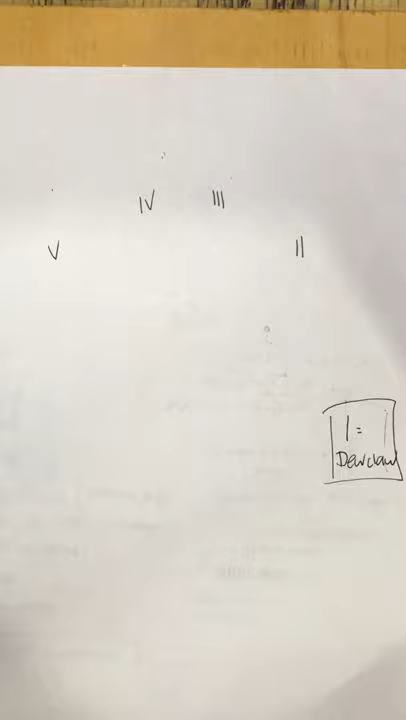 IV III
V II
I =
Dewclaw